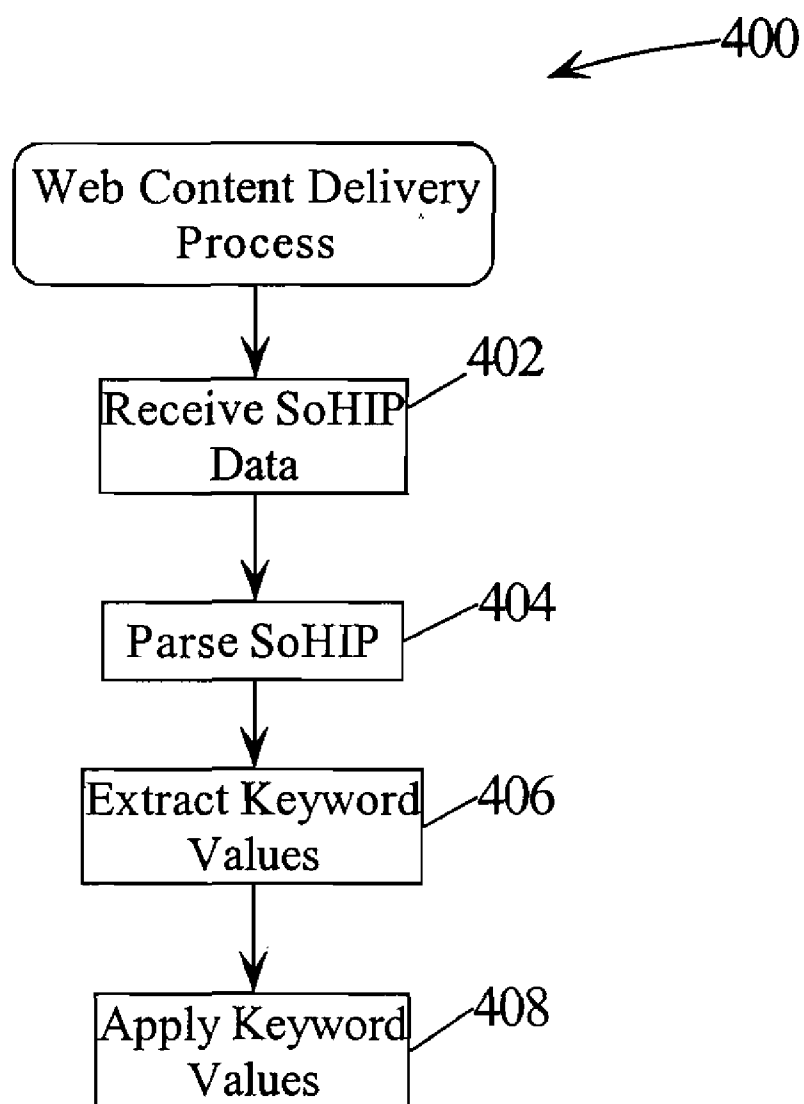 400
Web Content Delivery
Process
402
Receive SoHIP
Data
404
Parse SoHIP
406
Extract Keyword
Values
408
Apply Keyword
Values